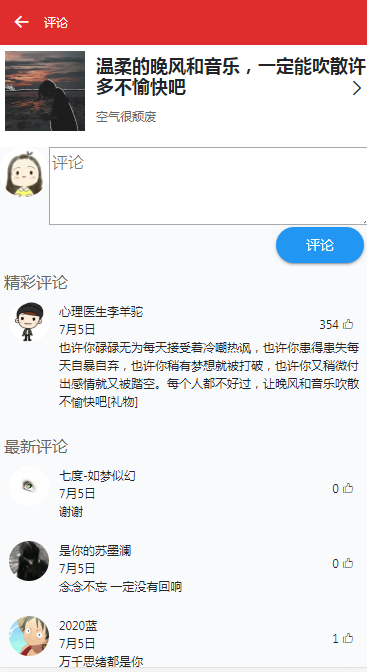 评论
温柔的晚风和音乐，一定能吹散许
多不愉快吧
空气很颓废
评论
评论
精彩评论
心理医生李羊驼
7月5日
354
也许你碌碌无为每天接受着冷嘲热讽，也许你患得患失每
天自暴自弃，也许你稍有梦想就被打破，也许你又稍微付
出感情就又被踏空。每个人都不好过，让晚风和音乐吹散
不愉快吧[礼物]
最新评论
七度-如梦似幻
7月5日
0
谢谢
是你的苏墨澜
7月5日
0
念念不忘 一定没有回响
2020蓝
7月5日
1
万千思绪都是你